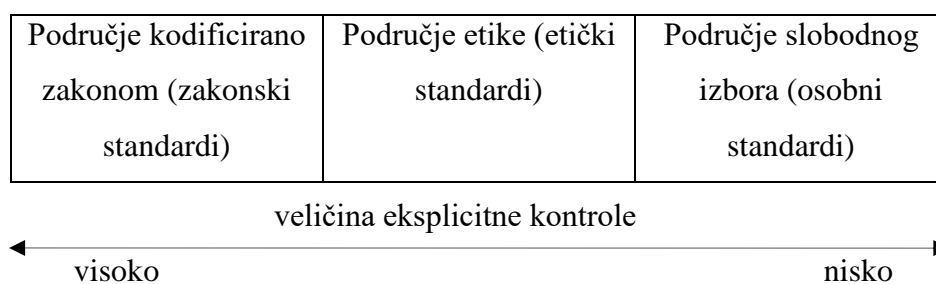 Područje kodificirano
zakonom (zakonski
standardi)
Područje etike (etički
standardi)
Područje slobodnog
izbora (osobni
standardi)
veličina eksplicitne kontrole
visoko
nisko